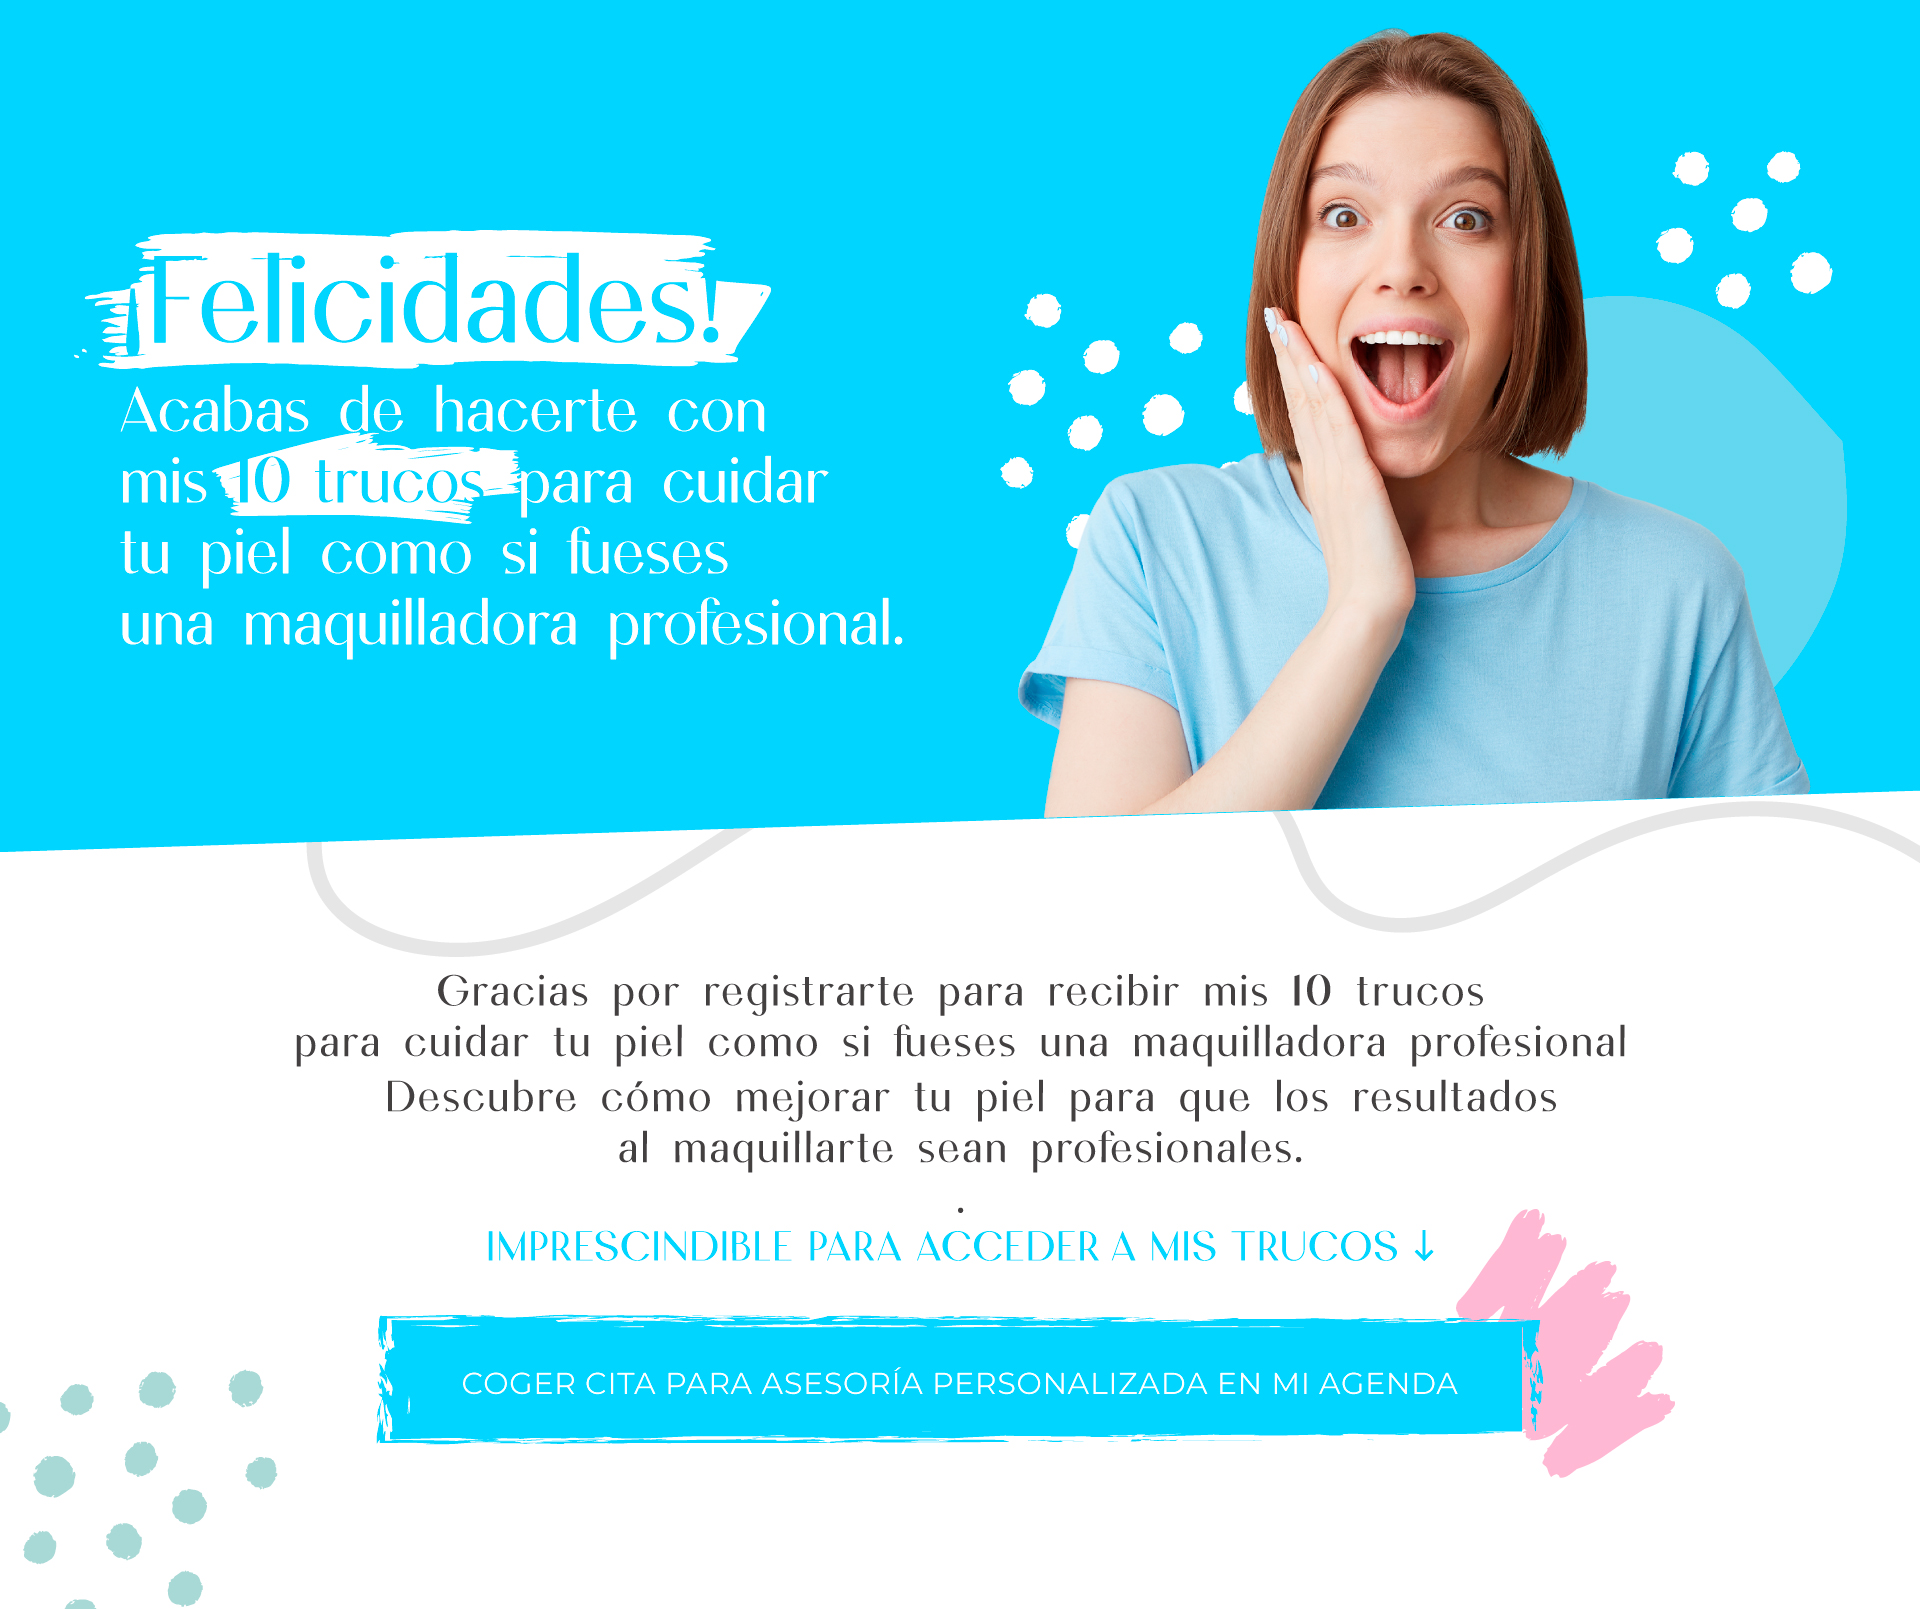 ¡Felicidades!
Acabas de hacerte con
mis 10 trucos para cuidar
tu piel como si fueses
una maquilladora profesional.
Gracias por registrarte para recibir mis 10 trucos
para cuidar tu piel como si fueses una maquilladora profesional
Descubre cómo mejorar tu piel para que los resultados
al maquillarte sean profesionales.
.
IMPRESCINDIBLE PARA ACCEDER A MIS TRUCOS ↓
COGER CITA PARA ASESORÍA PERSONALIZADA EN MI AGENDA